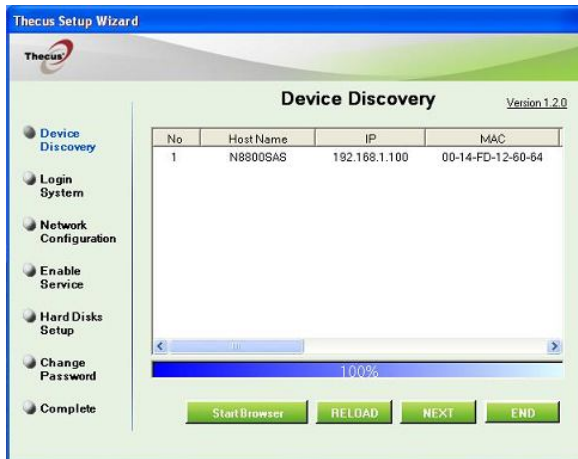 Thecus Setup Wizard
Thecus
Device Discovery
Version 1.2.0
Device
Discovery
Login
System
Network
Configuration
Enable
Service
Hard Disks
Setup
Change
Password
Complete
No Host Name IP MAC
1 N8800SAS 192.168.1.100 00-14-FD-12-60-64
100%
Start Browser RELOAD NEXT END